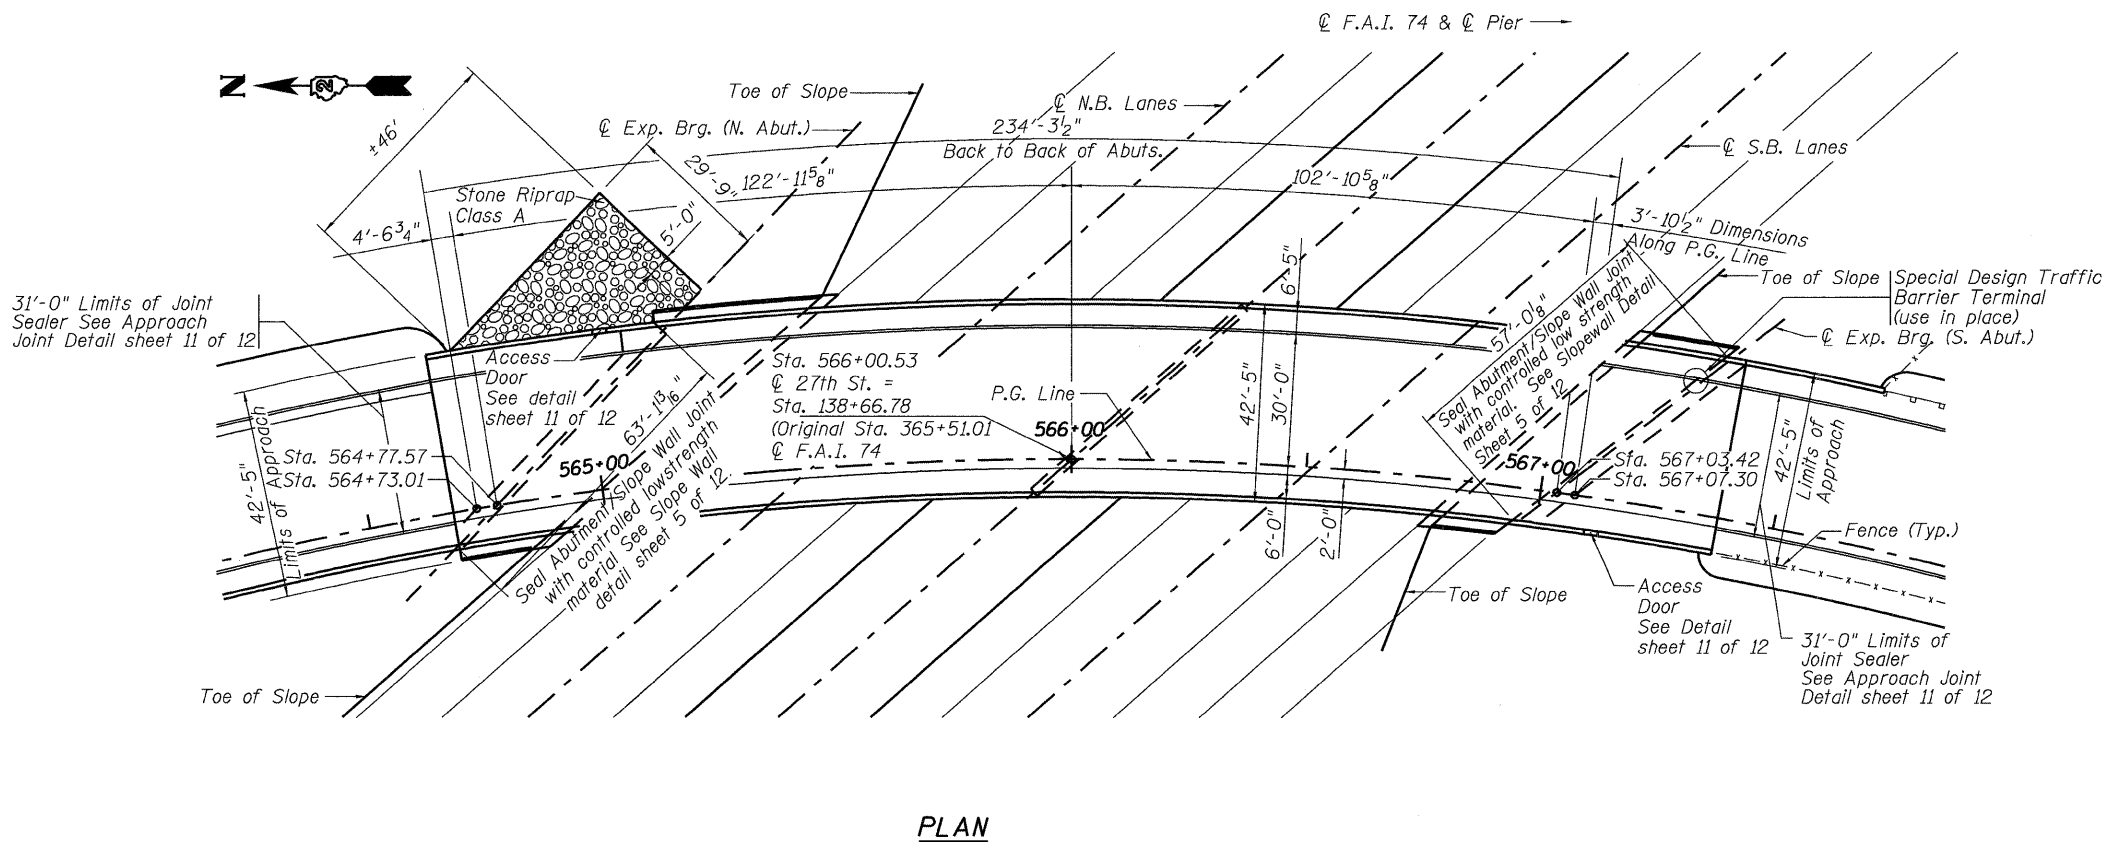 ℄ F.A.I. 74 & ℄ Pier
N
2
±46'
Toe of Slope
℄ Exp. Brg. (N. Abut.)
℄ N.B. Lanes
234'-3½"
Back to Back of Abuts.
℄ S.B. Lanes
29'-9"
122'-11⅝"
102'-10⅝"
Stone Riprap
Class A
5'-0"
4'-6¾"
3'-10½" Dimensions
Along P.G. Line
6'-5"
Toe of Slope
Special Design Traffic
Barrier Terminal
(use in place)
℄ Exp. Brg. (S. Abut.)
31'-0" Limits of Joint
Sealer See Approach
Joint Detail sheet 11 of 12
Access
Door
See detail
sheet 11 of 12
63'-1 3/16"
Seal Abutment/Slope Wall Joint
with controlled lowstrength
material. See Slope Wall
detail sheet 5 of 12.
Sta. 566+00.53
℄ 27th St. =
Sta. 138+66.78
(Original Sta. 365+51.01
℄ F.A.I. 74
P.G. Line
566+00
42'-5"
30'-0"
57'-0⅛"
Seal Abutment/Slope Wall Joint
with controlled low strength
material. See Slopewall Detail
Sheet 5 of 12
42'-5"
Limits of Approach
Sta. 564+77.57
Sta. 564+73.01
565+00
567+00
Sta. 567+03.42
Sta. 567+07.30
42'-5"
Limits of
Approach
6'-0"
2'-0"
Fence (Typ.)
Toe of Slope
Access
Door
See Detail
sheet 11 of 12
31'-0" Limits of
Joint Sealer
See Approach Joint
Detail sheet 11 of 12
Toe of Slope
PLAN